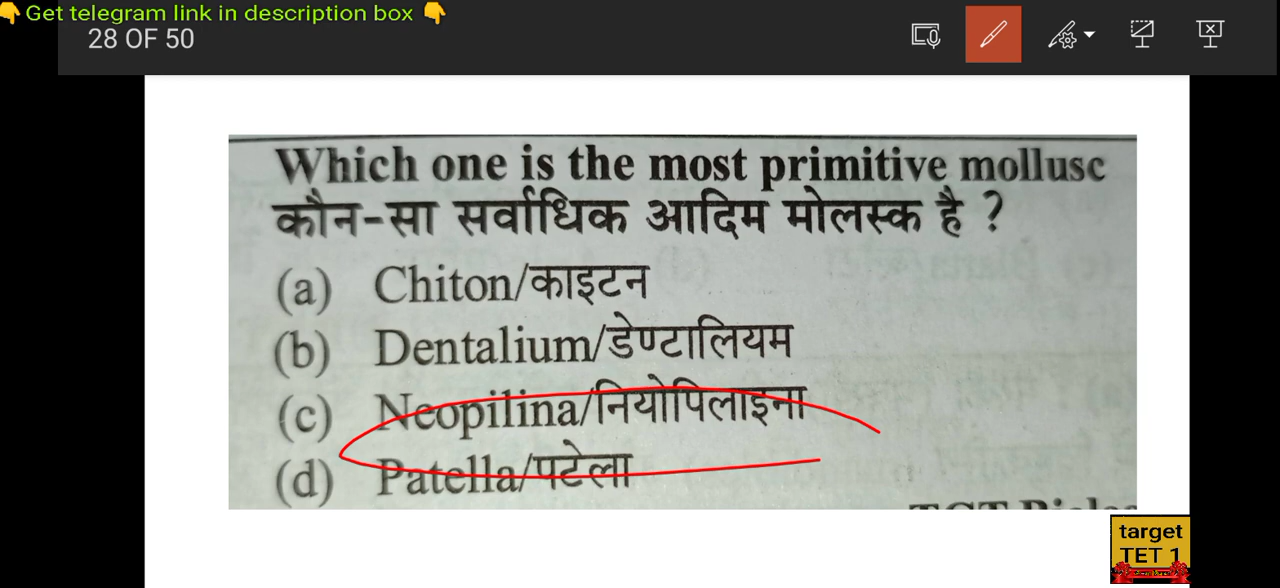 👇 Get telegram link in description box 👇
28 OF 50
Which one is the most primitive mollusc
कौन-सा सर्वाधिक आदिम मोलस्क है ?
(a) Chiton/काइटन
(b) Dentalium/डेण्टालियम
(c) Neopilina/नियोपिलाइना
(d) Patella/पटेला
target
TET 1